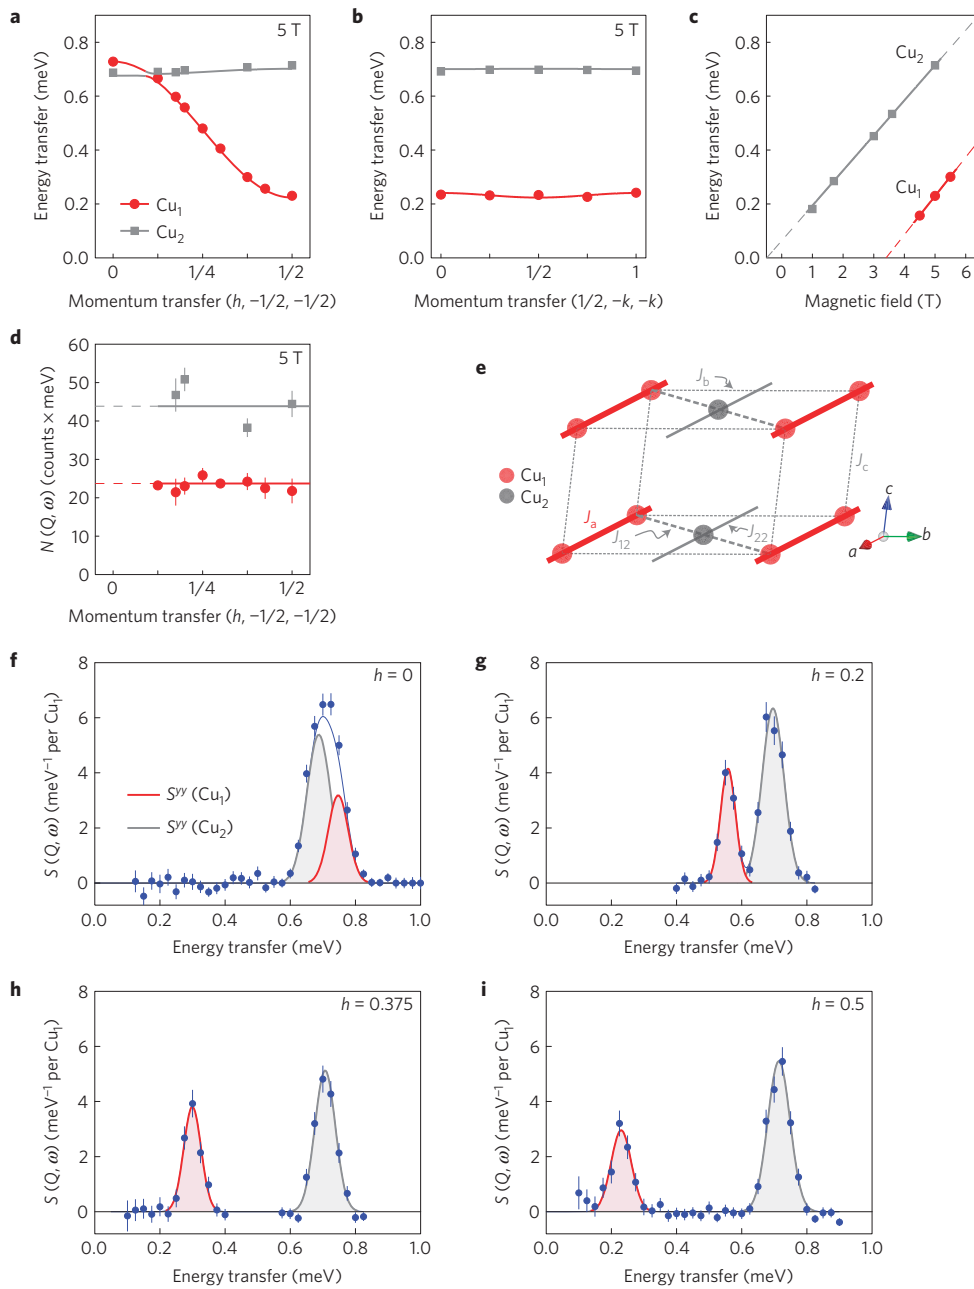 a
5 T
Energy transfer (meV)
0.8
0.6
0.4
0.2
0.0
Cu1
Cu2
0
1/4
1/2
Momentum transfer (h, −1/2, −1/2)
b
5 T
Energy transfer (meV)
0.8
0.6
0.4
0.2
0.0
0
1/2
1
Momentum transfer (1/2, −k, −k)
c
Energy transfer (meV)
0.8
0.6
0.4
0.2
0.0
Cu2
Cu1
0 1 2 3 4 5 6
Magnetic field (T)
d
5 T
N (Q, ω) (counts × meV)
60
50
40
30
20
10
0
0
1/4
1/2
Momentum transfer (h, −1/2, −1/2)
e
Jb
Cu1
Cu2
Jc
Ja
J12
J22
c
a
b
f
h = 0
S (Q, ω) (meV−1 per Cu1)
8
6
4
2
0
Syy (Cu1)
Syy (Cu2)
0.0 0.2 0.4 0.6 0.8 1.0
Energy transfer (meV)
g
h = 0.2
S (Q, ω) (meV−1 per Cu1)
8
6
4
2
0
0.0 0.2 0.4 0.6 0.8 1.0
Energy transfer (meV)
h
h = 0.375
S (Q, ω) (meV−1 per Cu1)
8
6
4
2
0
0.0 0.2 0.4 0.6 0.8 1.0
Energy transfer (meV)
i
h = 0.5
S (Q, ω) (meV−1 per Cu1)
8
6
4
2
0
0.0 0.2 0.4 0.6 0.8 1.0
Energy transfer (meV)